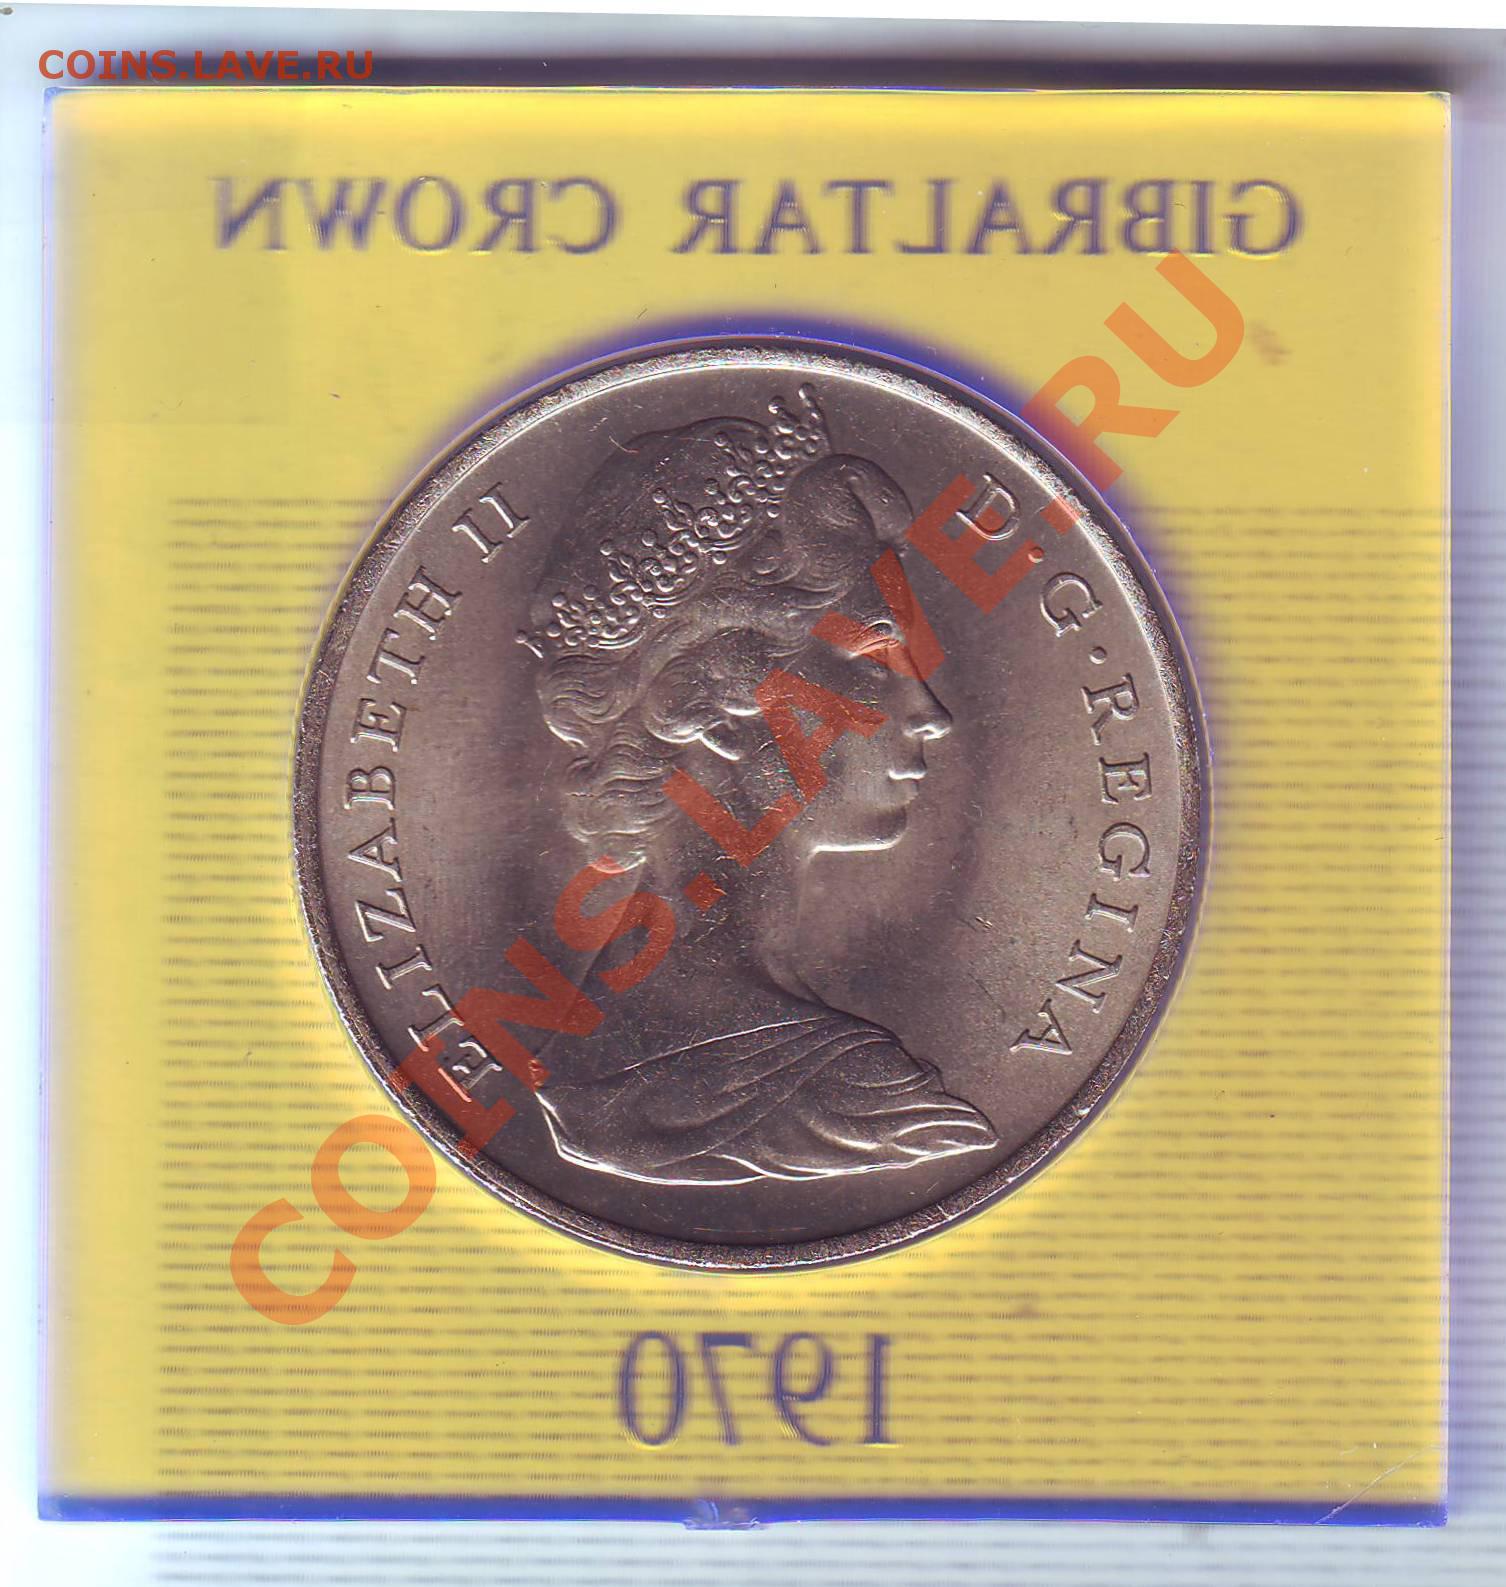 COINS.LAVE.RU
GIBRALTAR CROWN
ELIZABETH II D·G·REGINA
COINS.LAVE.RU
1970